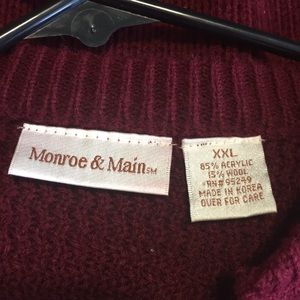 Monroe & Main SM
XXL
85% ACRYLIC
15% WOOL
RN# 95249
MADE IN KOREA
OVER FOR CARE